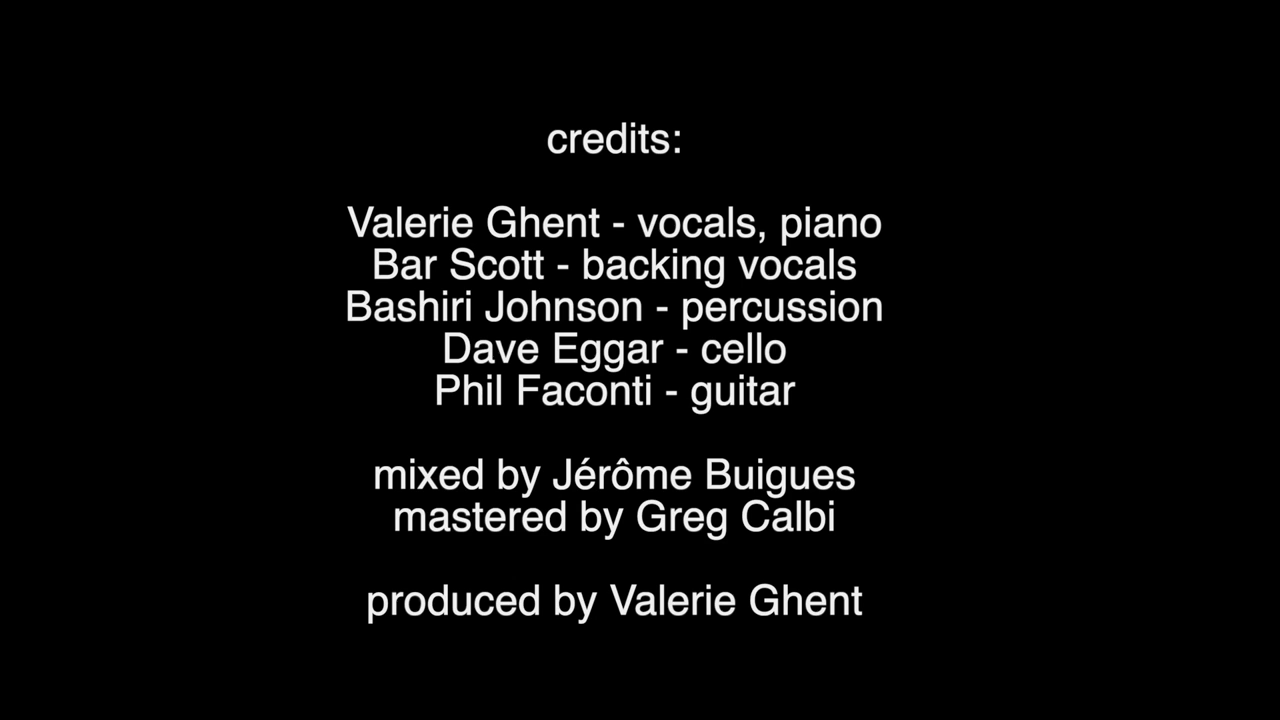 credits:
Valerie Ghent - vocals, piano
Bar Scott - backing vocals
Bashiri Johnson - percussion
Dave Eggar - cello
Phil Faconti - guitar
mixed by Jérôme Buigues
mastered by Greg Calbi
produced by Valerie Ghent